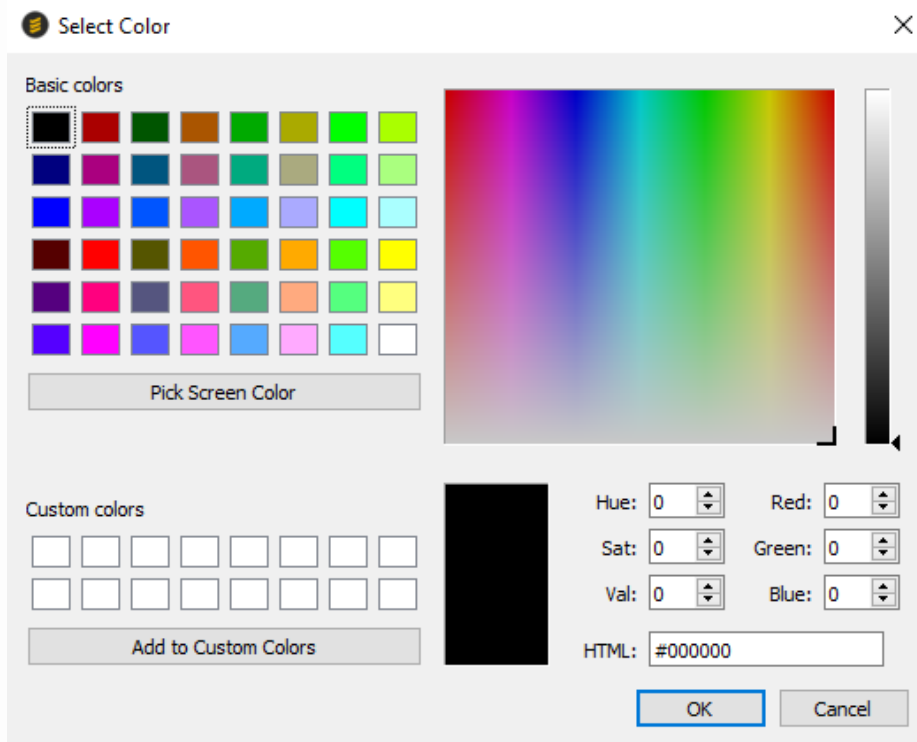 Select Color
Basic colors
Pick Screen Color
Custom colors
Add to Custom Colors
Hue: 0 Red: 0
Sat: 0 Green: 0
Val: 0 Blue: 0
HTML: #000000
OK Cancel